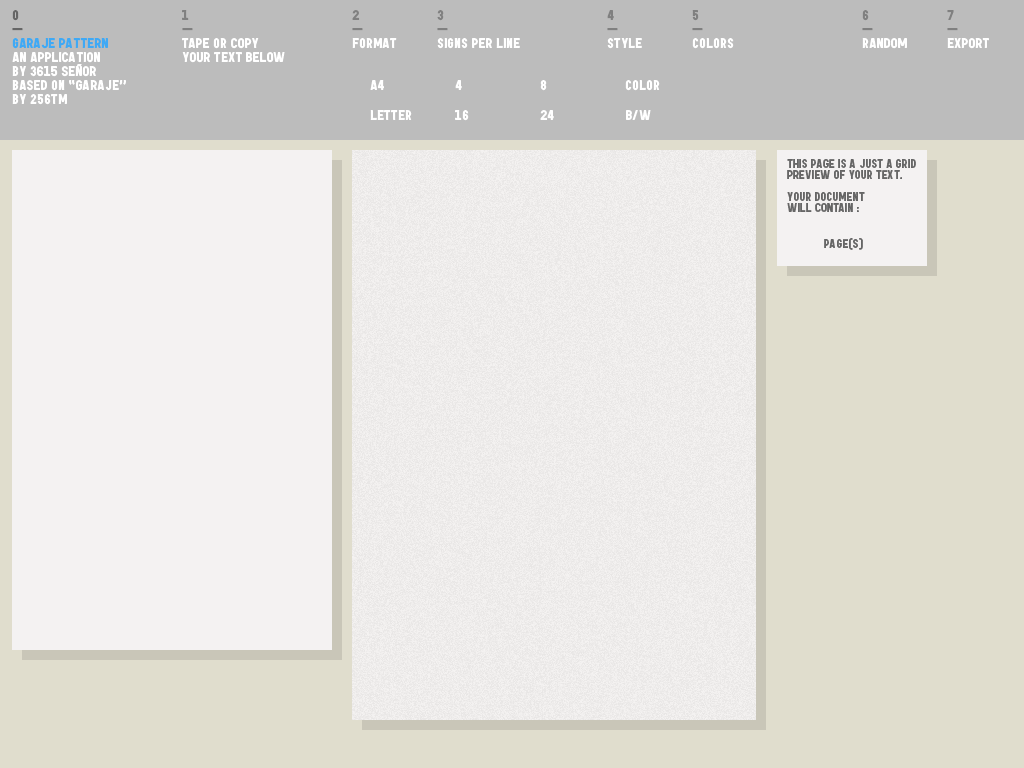 0
GARAJE PATTERN
AN APPLICATION
BY 3615 SEÑOR
BASED ON "GARAJE"
BY 256TM
1
TAPE OR COPY
YOUR TEXT BELOW
2
FORMAT
A4
LETTER
3
SIGNS PER LINE
4 8
16 24
4
STYLE
COLOR
B/W
5
COLORS
6
RANDOM
7
EXPORT
THIS PAGE IS A JUST A GRID
PREVIEW OF YOUR TEXT.
YOUR DOCUMENT
WILL CONTAIN :
PAGE(S)